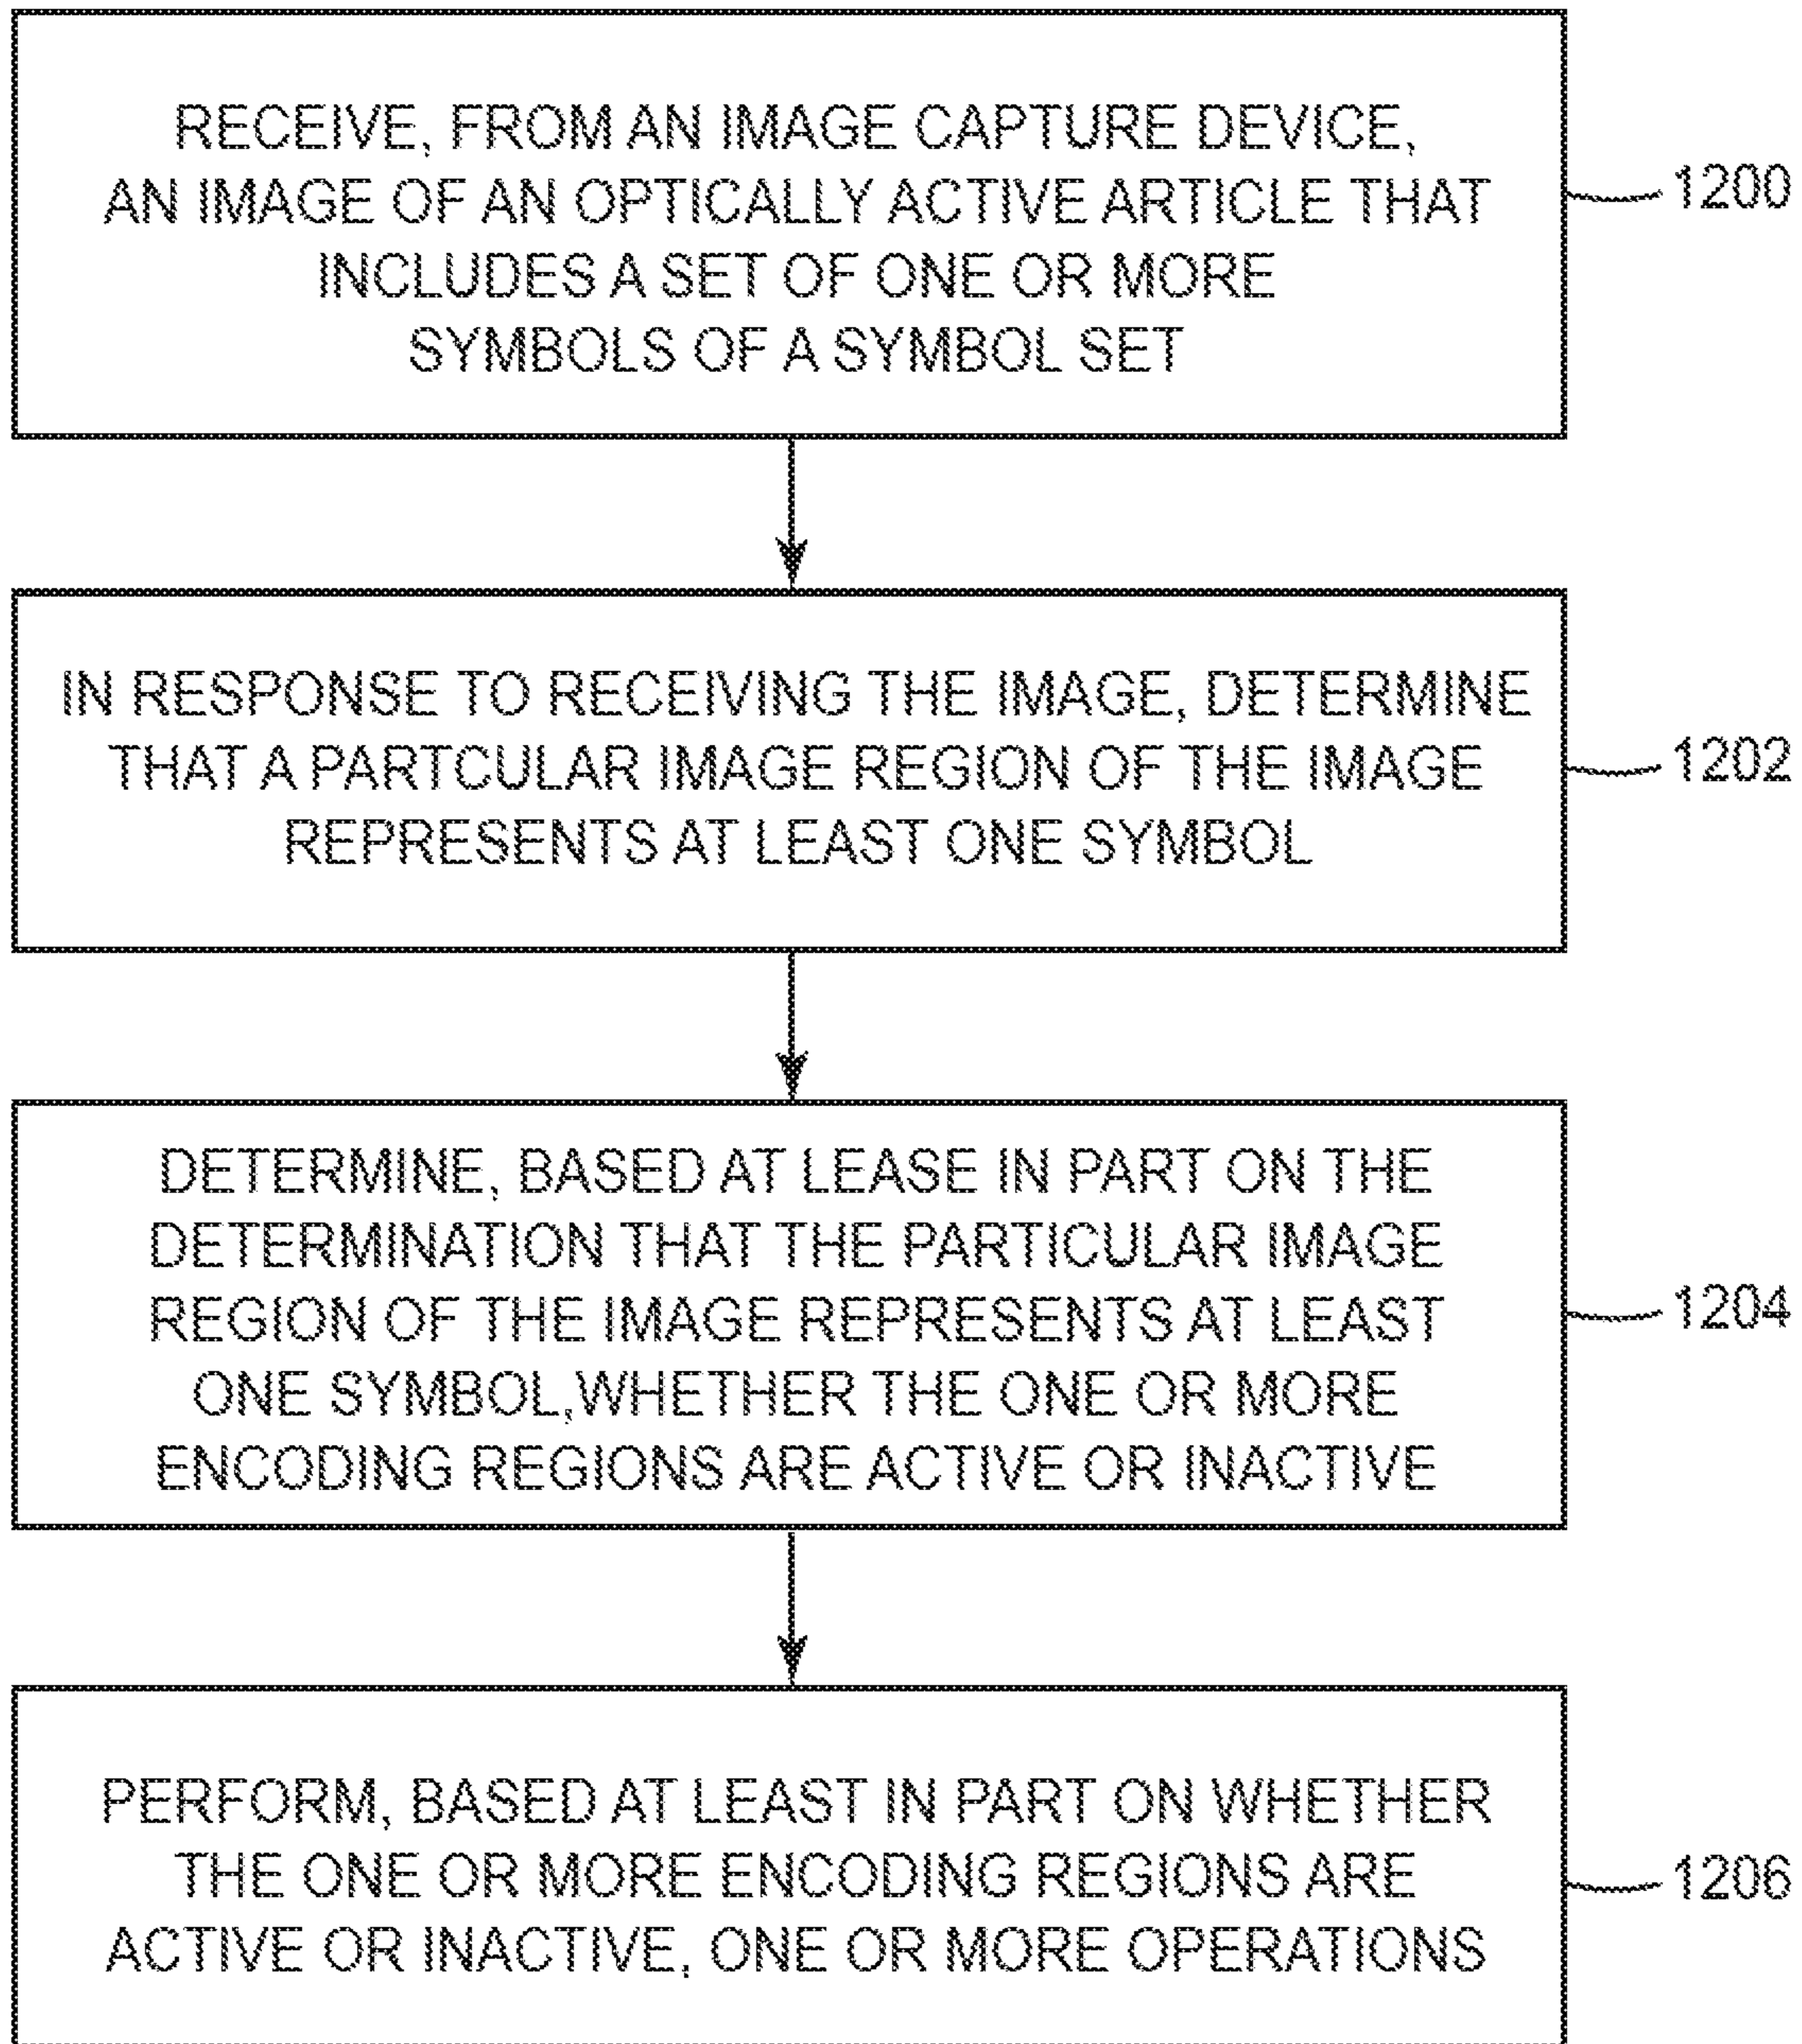 RECEIVE, FROM AN IMAGE CAPTURE DEVICE,
AN IMAGE OF AN OPTICALLY ACTIVE ARTICLE THAT
INCLUDES A SET OF ONE OR MORE
SYMBOLS OF A SYMBOL SET
1200
IN RESPONSE TO RECEIVING THE IMAGE, DETERMINE
THAT A PARTCULAR IMAGE REGION OF THE IMAGE
REPRESENTS AT LEAST ONE SYMBOL
1202
DETERMINE, BASED AT LEASE IN PART ON THE
DETERMINATION THAT THE PARTICULAR IMAGE
REGION OF THE IMAGE REPRESENTS AT LEAST
ONE SYMBOL,WHETHER THE ONE OR MORE
ENCODING REGIONS ARE ACTIVE OR INACTIVE
1204
PERFORM, BASED AT LEAST IN PART ON WHETHER
THE ONE OR MORE ENCODING REGIONS ARE
ACTIVE OR INACTIVE, ONE OR MORE OPERATIONS
1206